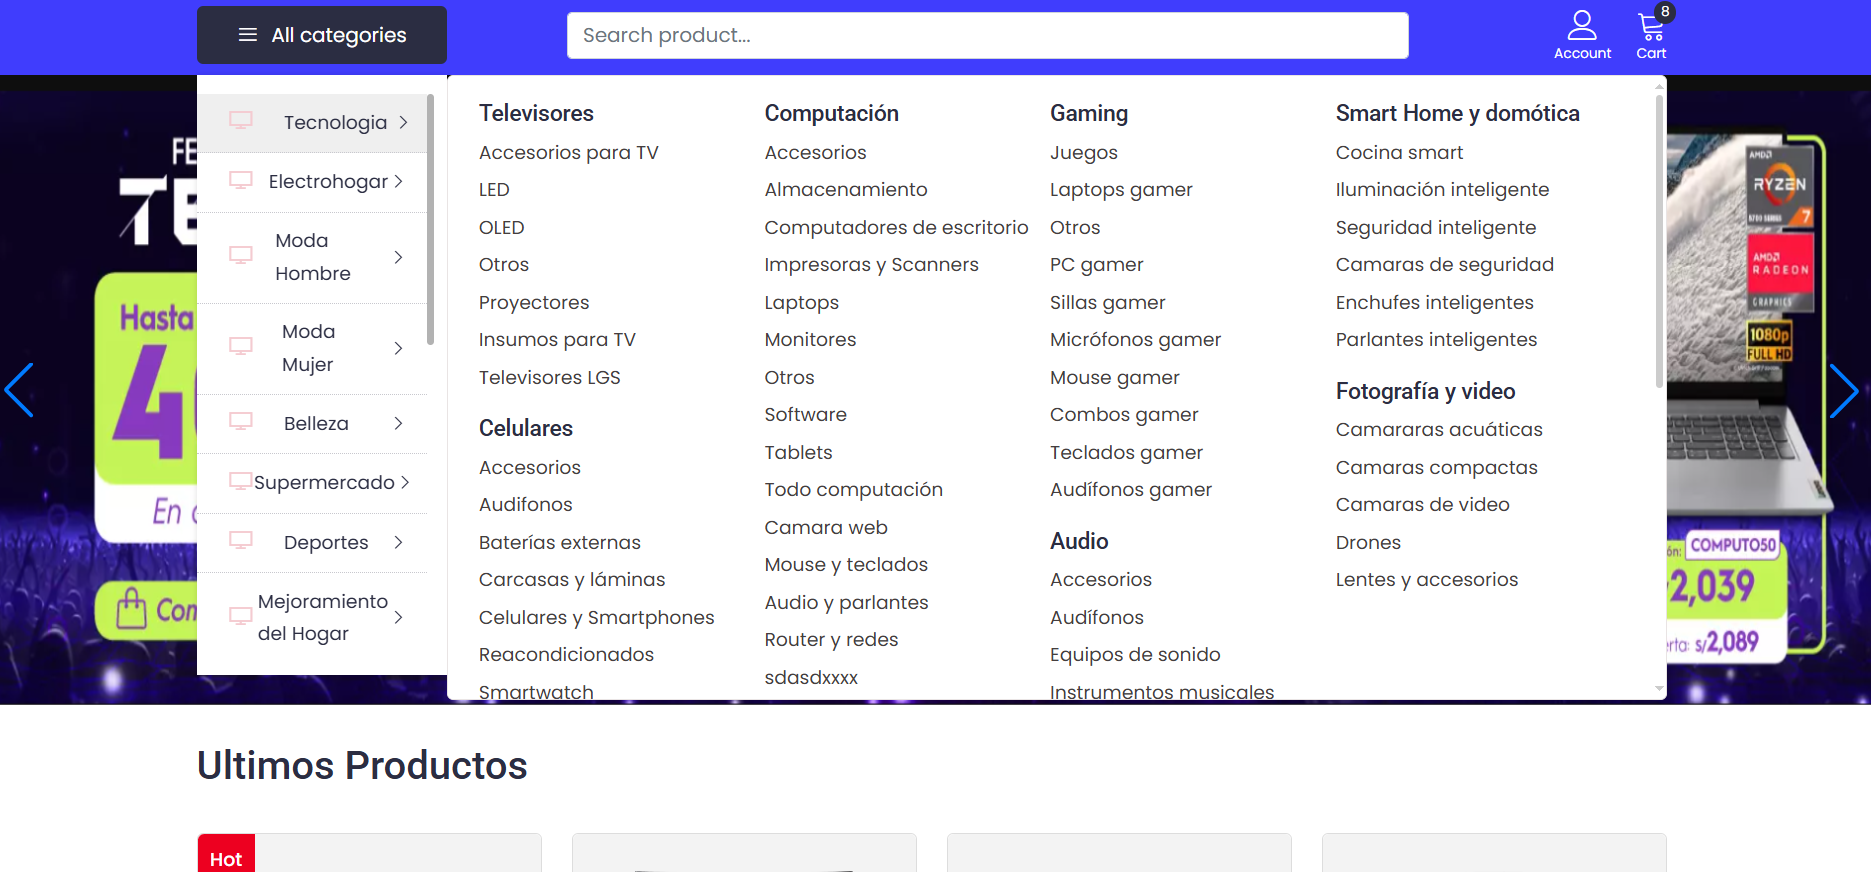 All categories
Search product...
Account
8
Cart
Tecnologia
Electrohogar
Moda
Hombre
Moda
Mujer
Belleza
Supermercado
Deportes
Mejoramiento
del Hogar
Televisores
Accesorios para TV
LED
OLED
Otros
Proyectores
Insumos para TV
Televisores LGS
Celulares
Accesorios
Audifonos
Baterías externas
Carcasas y láminas
Celulares y Smartphones
Reacondicionados
Smartwatch
Computación
Accesorios
Almacenamiento
Computadores de escritorio
Impresoras y Scanners
Laptops
Monitores
Otros
Software
Tablets
Todo computación
Camara web
Mouse y teclados
Audio y parlantes
Router y redes
sdasdxxxx
Gaming
Juegos
Laptops gamer
Otros
PC gamer
Sillas gamer
Micrófonos gamer
Mouse gamer
Combos gamer
Teclados gamer
Audífonos gamer
Audio
Accesorios
Audífonos
Equipos de sonido
Instrumentos musicales
Smart Home y domótica
Cocina smart
Iluminación inteligente
Seguridad inteligente
Camaras de seguridad
Enchufes inteligentes
Parlantes inteligentes
Fotografía y video
Camararas acuáticas
Camaras compactas
Camaras de video
Drones
Lentes y accesorios
Hasta
4
En
AMD
RYZEN
5700 SERIES 7
AMD
RADEON
GRAPHICS
1080p
FULL HD
COMPUTO50
2,039
s/2,089
Ultimos Productos
Hot